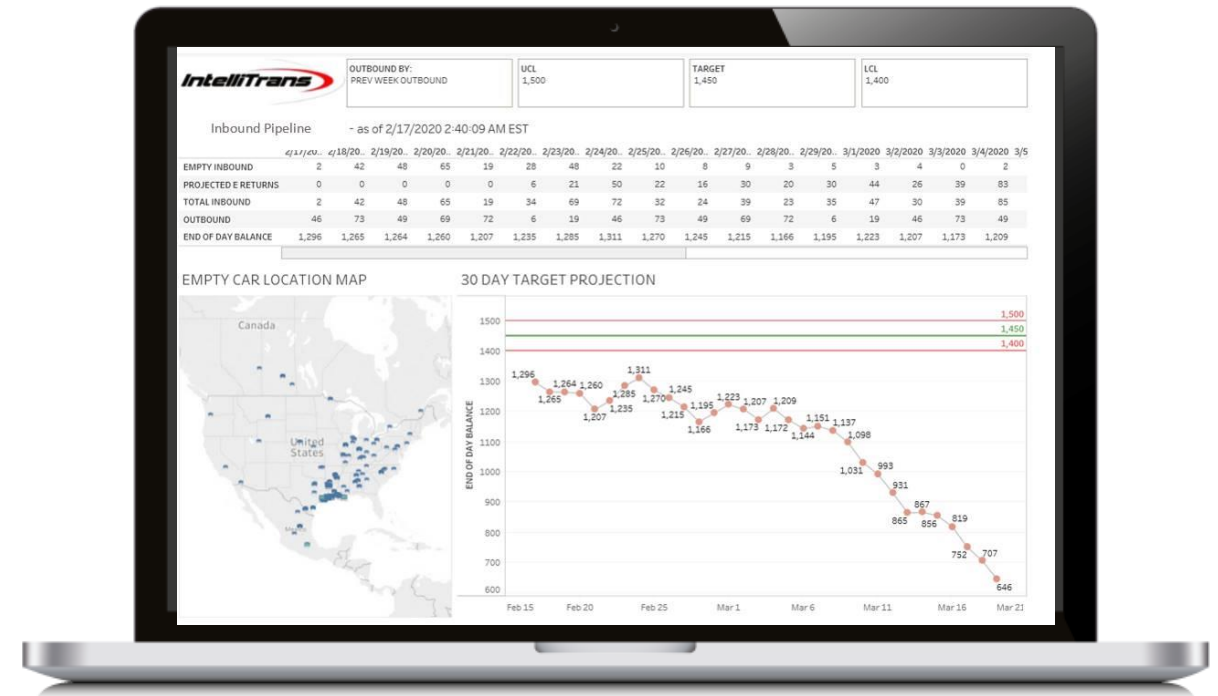 IntelliTrans
OUTBOUND BY:
PREV WEEK OUTBOUND
UCL
1,500
TARGET
1,450
LCL
1,400
Inbound Pipeline - as of 2/17/2020 2:40:09 AM EST
2/17/20.. 2/18/20.. 2/19/20.. 2/20/20.. 2/21/20.. 2/22/20.. 2/23/20.. 2/24/20.. 2/25/20.. 2/26/20.. 2/27/20.. 2/28/20.. 2/29/20.. 3/1/2020 3/2/2020 3/3/2020 3/4/2020 3/5
EMPTY INBOUND 2 42 48 65 19 28 48 22 10 8 9 3 5 3 4 0 2
PROJECTED E RETURNS 0 0 0 0 0 6 21 50 22 16 30 20 30 44 26 39 83
TOTAL INBOUND 2 42 48 65 19 34 69 72 32 24 39 23 35 47 30 39 85
OUTBOUND 46 73 49 69 72 6 19 46 73 49 69 72 6 19 46 73 49
END OF DAY BALANCE 1,296 1,265 1,264 1,260 1,207 1,235 1,285 1,311 1,270 1,245 1,215 1,166 1,195 1,223 1,207 1,173 1,209
EMPTY CAR LOCATION MAP
Canada
United
States
30 DAY TARGET PROJECTION
END OF DAY BALANCE
1500
1400
1300
1200
1100
1000
900
800
700
600
1,500
1,450
1,400
1,296
1,265
1,264
1,260
1,207
1,235
1,285
1,311
1,270
1,245
1,215
1,166
1,195
1,223
1,207
1,173
1,209
1,172
1,144
1,151
1,137
1,098
1,031
993
931
865
867
856
819
752
707
646
Feb 15 Feb 20 Feb 25 Mar 1 Mar 6 Mar 11 Mar 16 Mar 21